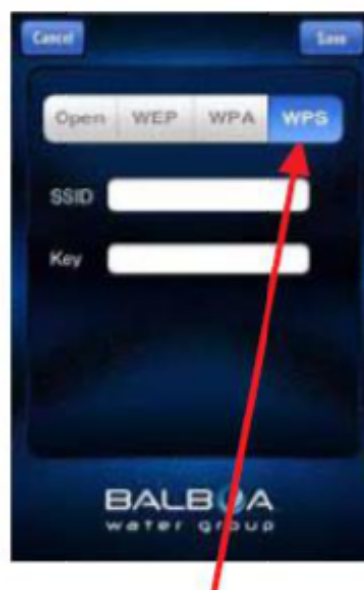 Cancel Save
Open WEP WPA WPS
SSID
Key
BALBOA
water group